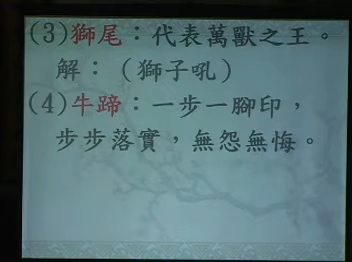 (3)獅尾：代表萬獸之王。
解：（獅子吼）
(4)牛蹄：一步一腳印，
步步落實，無怨無悔。